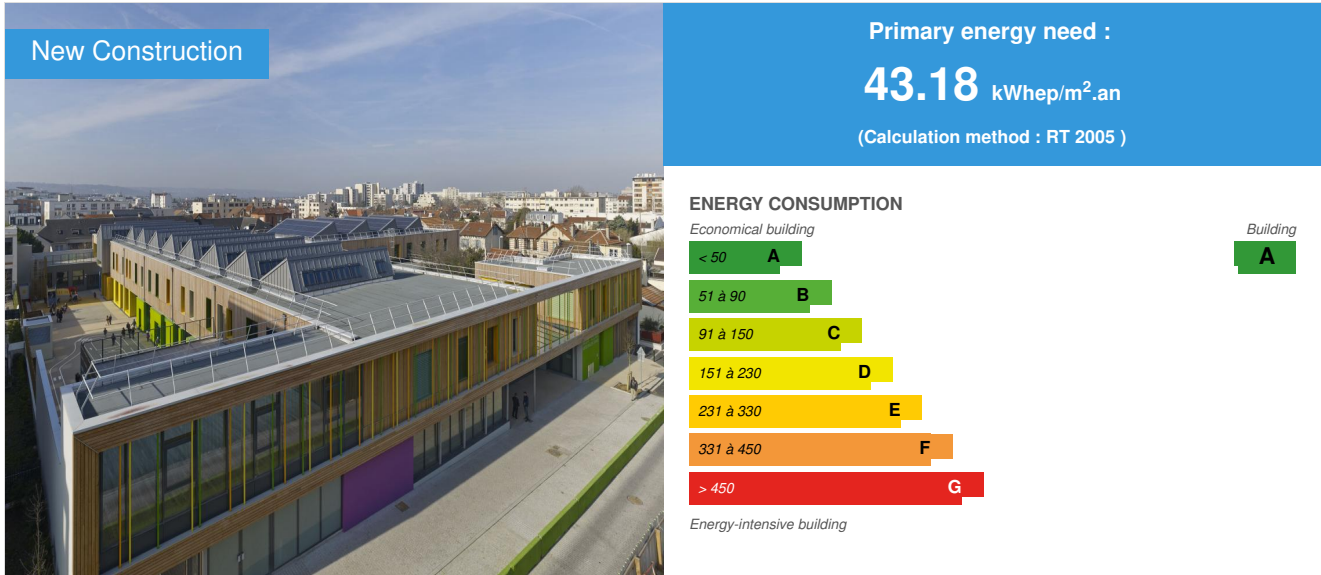 New Construction
Primary energy need :
43.18 kWhep/m².an
(Calculation method : RT 2005 )
ENERGY CONSUMPTION
Economical building
Building
< 50 A
A
51 à 90 B
91 à 150 C
151 à 230 D
231 à 330 E
331 à 450 F
> 450 G
Energy-intensive building